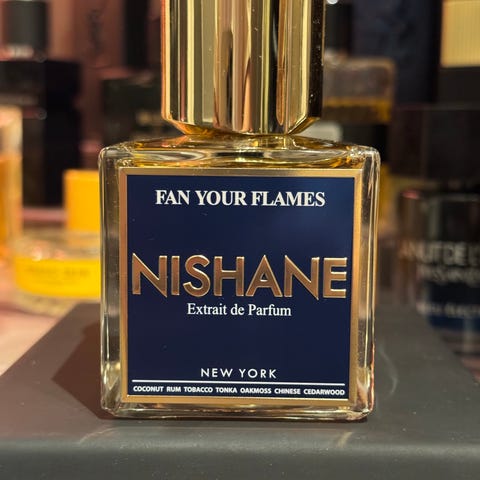 FAN YOUR FLAMES
NISHANE
Extrait de Parfum
NEW YORK
COCONUT RUM TOBACCO TONKA OAKMOSS CHINESE CEDARWOOD